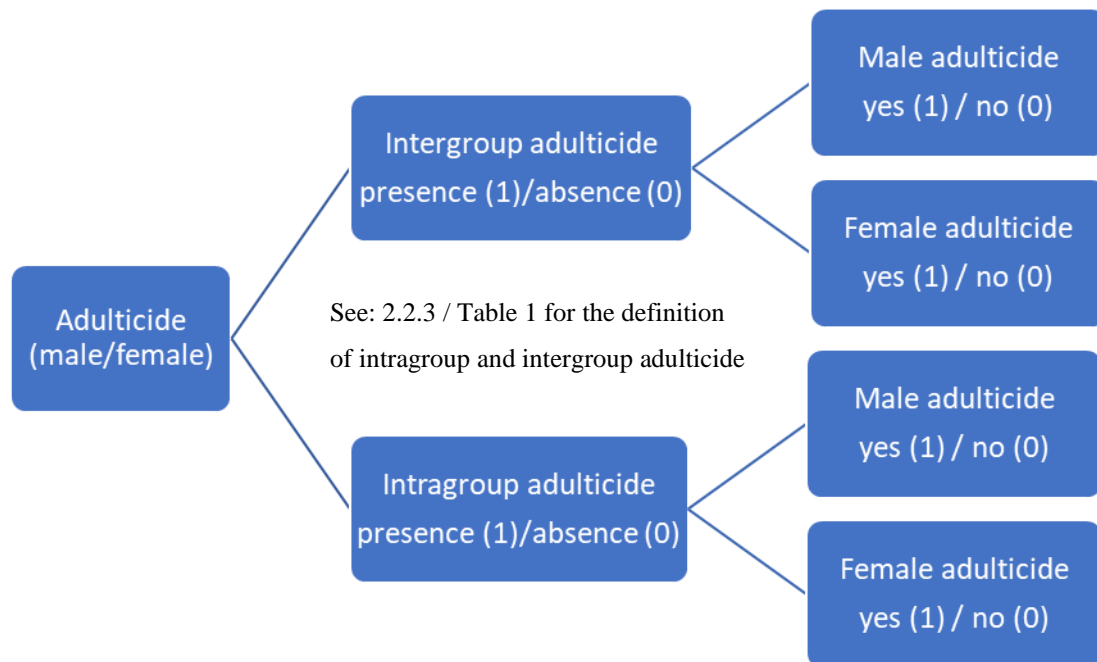 Male adulticide
yes (1) / no (0)
Intergroup adulticide
presence (1)/absence (0)
Female adulticide
yes (1) / no (0)
Adulticide
(male/female)
See: 2.2.3 / Table 1 for the definition
of intragroup and intergroup adulticide
Male adulticide
yes (1) / no (0)
Intragroup adulticide
presence (1)/absence (0)
Female adulticide
yes (1) / no (0)